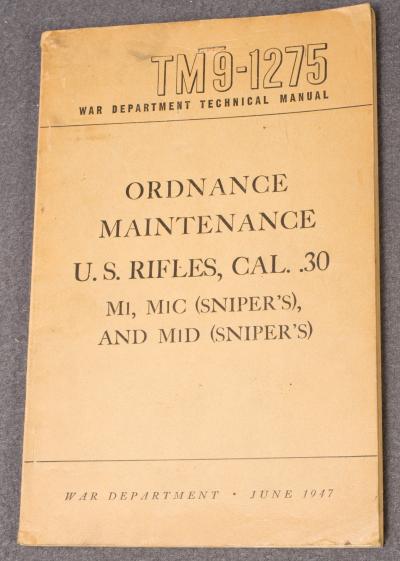 TM9-1275
WAR DEPARTMENT TECHNICAL MANUAL
ORDNANCE
MAINTENANCE
U. S. RIFLES, CAL. .30
M1, M1C (SNIPER'S),
AND M1D (SNIPER'S)
WAR DEPARTMENT • JUNE 1947